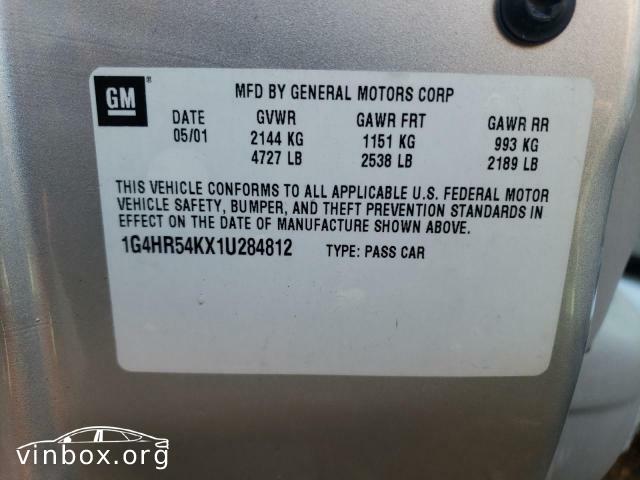 GM ®
MFD BY GENERAL MOTORS CORP
DATE GVWR GAWR FRT GAWR RR
05/01 2144 KG 1151 KG 993 KG
4727 LB 2538 LB 2189 LB
THIS VEHICLE CONFORMS TO ALL APPLICABLE U.S. FEDERAL MOTOR
VEHICLE SAFETY, BUMPER, AND THEFT PREVENTION STANDARDS IN
EFFECT ON THE DATE OF MANUFACTURE SHOWN ABOVE.
1G4HR54KX1U284812 TYPE: PASS CAR
vinbox.org